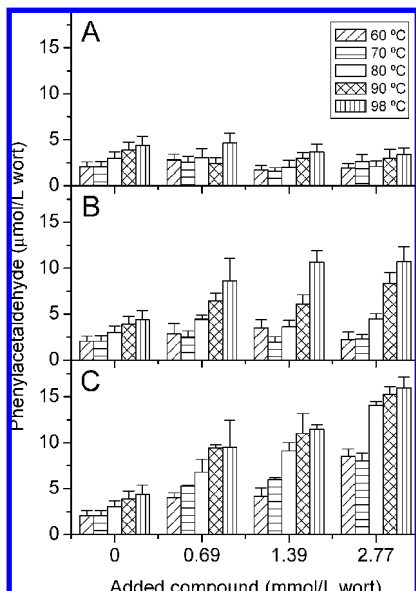 A
60 ºC
70 ºC
80 ºC
90 ºC
98 ºC
15
10
5
0
B
15
10
5
0
C
15
10
5
0
0 0.69 1.39 2.77
Phenylacetaldehyde (μmol/L wort)
Added compound (mmol/L wort)